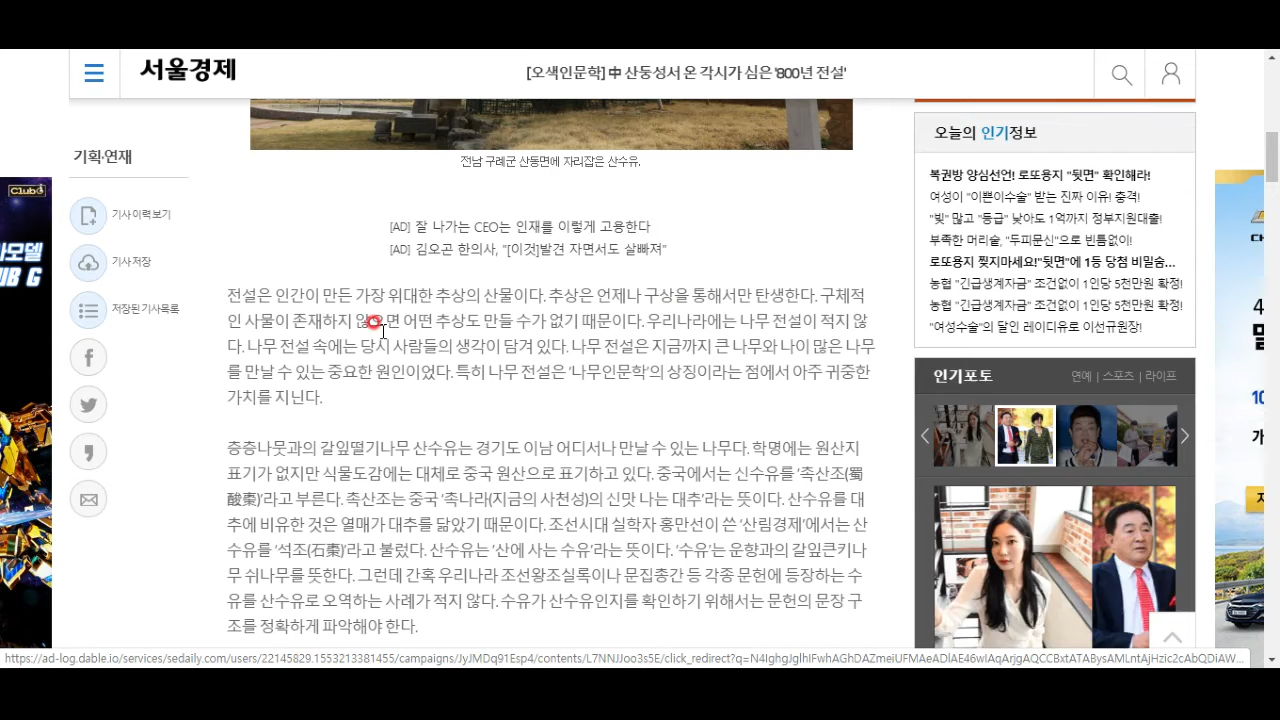 서울경제
[오색인문학] 中 산둥성서 온 각시가 심은 '800년 전설'
기획·연재
기사 이력 보기
기사 저장
저장된 기사 목록
전남 구례군 산동면에 자리잡은 산수유.
[AD] 잘 나가는 CEO는 인재를 이렇게 고용한다
[AD] 김오곤 한의사, "[이것]발견 자면서도 살빠져"
전설은 인간이 만든 가장 위대한 추상의 산물이다. 추상은 언제나 구상을 통해서만 탄생한다. 구체적
인 사물이 존재하지 않으면 어떤 추상도 만들 수가 없기 때문이다. 우리나라에는 나무 전설이 적지 않
다. 나무 전설 속에는 당시 사람들의 생각이 담겨 있다. 나무 전설은 지금까지 큰 나무와 나이 많은 나무
를 만날 수 있는 중요한 원인이었다. 특히 나무 전설은 '나무인문학'의 상징이라는 점에서 아주 귀중한
가치를 지닌다.
층층나뭇과의 갈잎떨기나무 산수유는 경기도 이남 어디서나 만날 수 있는 나무다. 학명에는 원산지
표기가 없지만 식물도감에는 대체로 중국 원산으로 표기하고 있다. 중국에서는 신수유를 '촉산조(蜀
酸棗)'라고 부른다. 촉산조는 중국 '촉나라(지금의 사천성)의 신맛 나는 대추'라는 뜻이다. 산수유를 대
추에 비유한 것은 열매가 대추를 닮았기 때문이다. 조선시대 실학자 홍만선이 쓴 '산림경제'에서는 산
수유를 '석조(石棗)'라고 불렀다. 산수유는 '산에 사는 수유'라는 뜻이다. '수유'는 운향과의 갈잎큰키나
무 쉬나무를 뜻한다. 그런데 간혹 우리나라 조선왕조실록이나 문집총간 등 각종 문헌에 등장하는 수
유를 산수유로 오역하는 사례가 적지 않다. 수유가 산수유인지를 확인하기 위해서는 문헌의 문장 구
조를 정확하게 파악해야 한다.
오늘의 인기정보
복권방 양심선언! 로또용지 "뒷면" 확인해라!
여성이 "이쁜이수술" 받는 진짜 이유! 충격!
"빚" 많고 "등급" 낮아도 1억까지 정부지원대출!
부족한 머리술, "두피문신"으로 빈틈없이!
로또용지 찢지마세요!"뒷면"에 1등 당첨 비밀숨...
농협 "긴급생계자금" 조건없이 1인당 5천만원 확정!
농협 "긴급생계자금" 조건없이 1인당 5천만원 확정!
"여성수술"의 달인 레이디유로 이선규원장!
인기포토
연예 | 스포츠 | 라이프